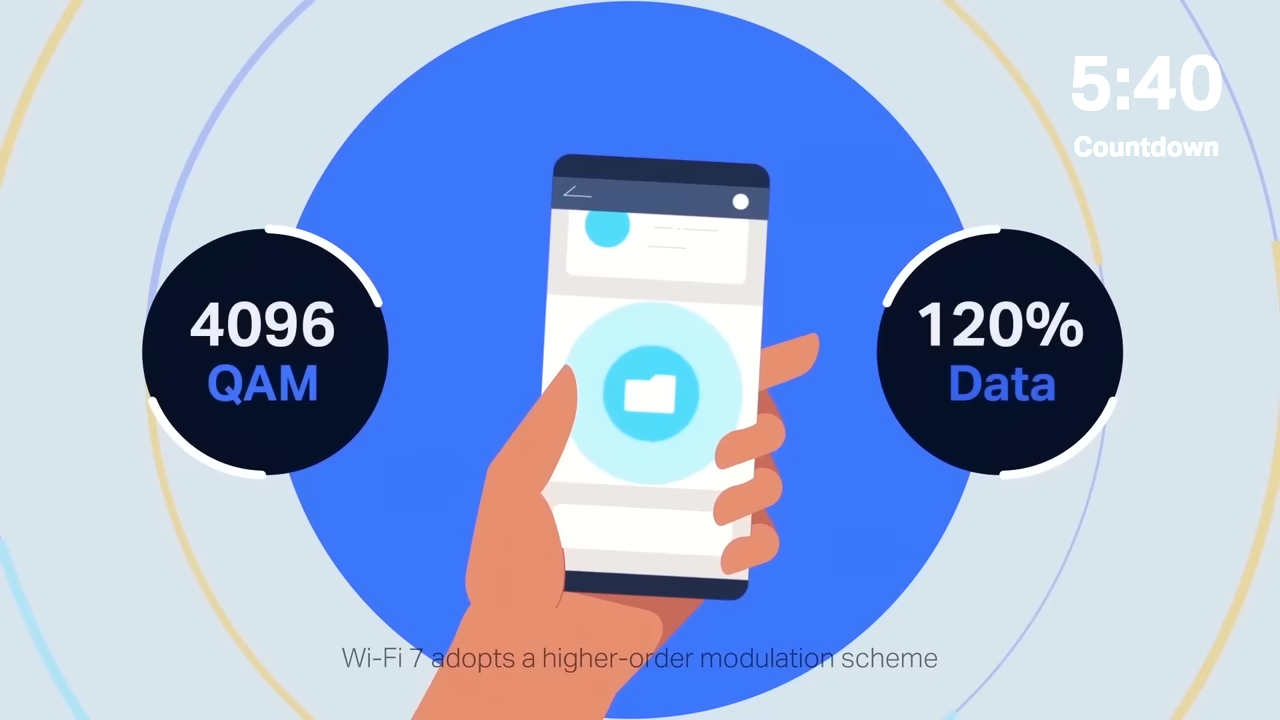 5:40
Countdown
4096
QAM
120%
Data
Wi-Fi 7 adopts a higher-order modulation scheme